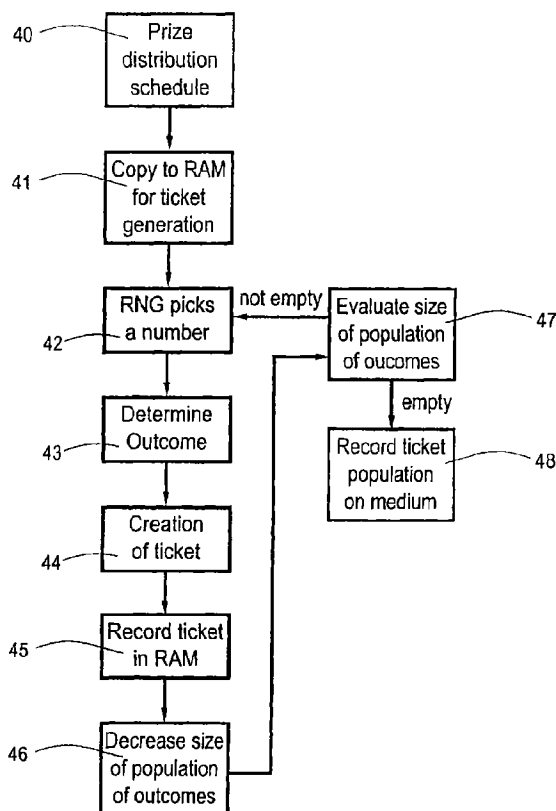 40
Prize
distribution
schedule
41
Copy to RAM
for ticket
generation
42
RNG picks
a number
not empty
Evaluate size
of population
of oucomes
47
43
Determine
Outcome
empty
44
Creation
of ticket
Record ticket
population
on medium
48
45
Record ticket
in RAM
46
Decrease size
of population
of outcomes